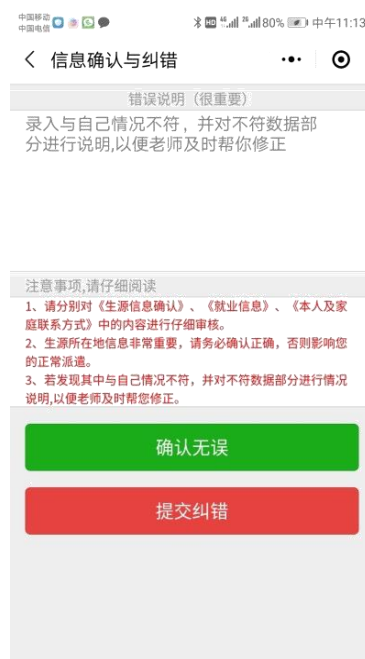 中国移动
中国电信
HD 4G 2G 80% 中午11:13
信息确认与纠错
错误说明（很重要）
录入与自己情况不符，并对不符数据部
分进行说明,以便老师及时帮你修正
注意事项,请仔细阅读
1、请分别对《生源信息确认》、《就业信息》、《本人及家
庭联系方式》中的内容进行仔细审核。
2、生源所在地信息非常重要，请务必确认正确，否则影响您
的正常派遣。
3、若发现其中与自己情况不符，并对不符数据部分进行情况
说明,以便老师及时帮您修正。
确认无误
提交纠错